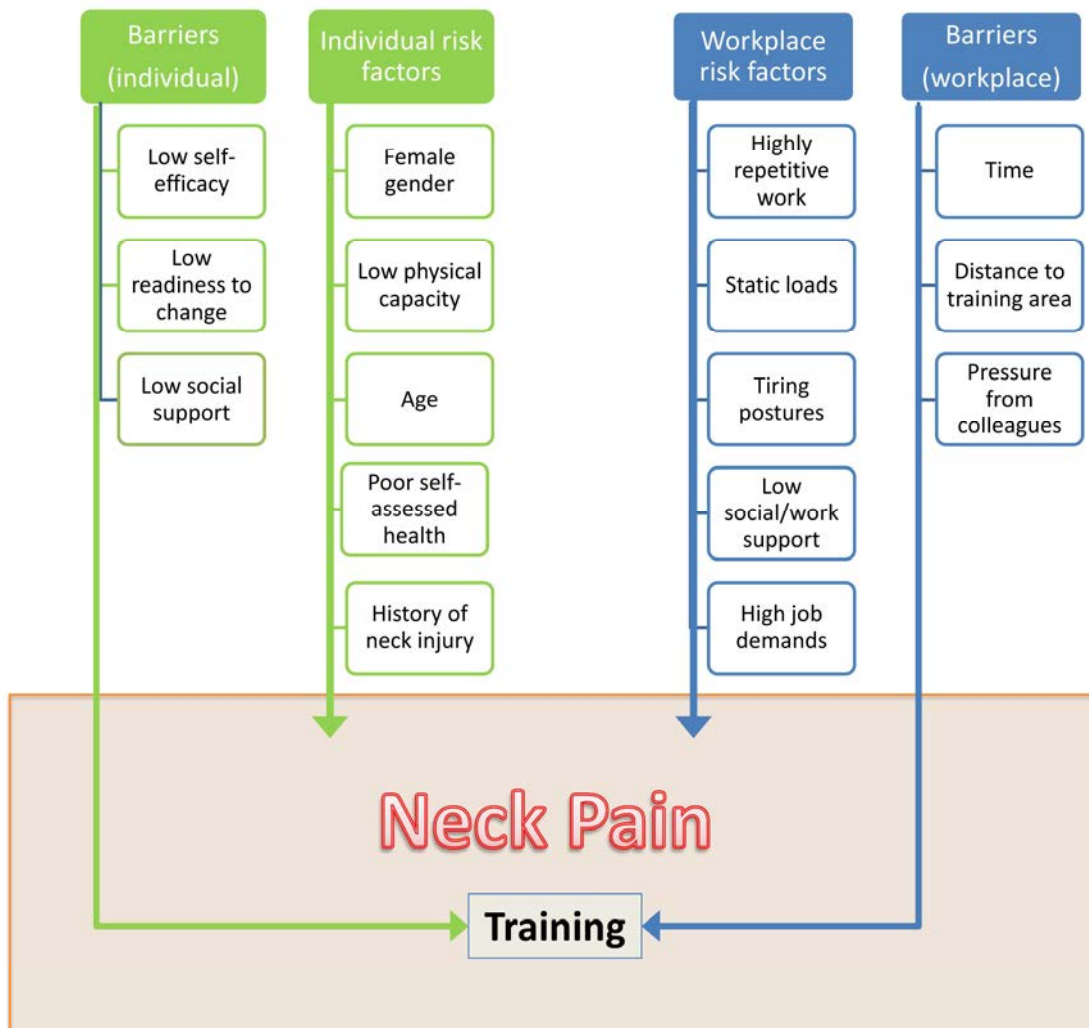 Barriers
(individual)
Low self-
efficacy
Low
readiness to
change
Low social
support
Individual risk
factors
Female
gender
Low physical
capacity
Age
Poor self-
assessed
health
History of
neck injury
Workplace
risk factors
Highly
repetitive
work
Static loads
Tiring
postures
Low
social/work
support
High job
demands
Barriers
(workplace)
Time
Distance to
training area
Pressure
from
colleagues
Neck Pain
Training